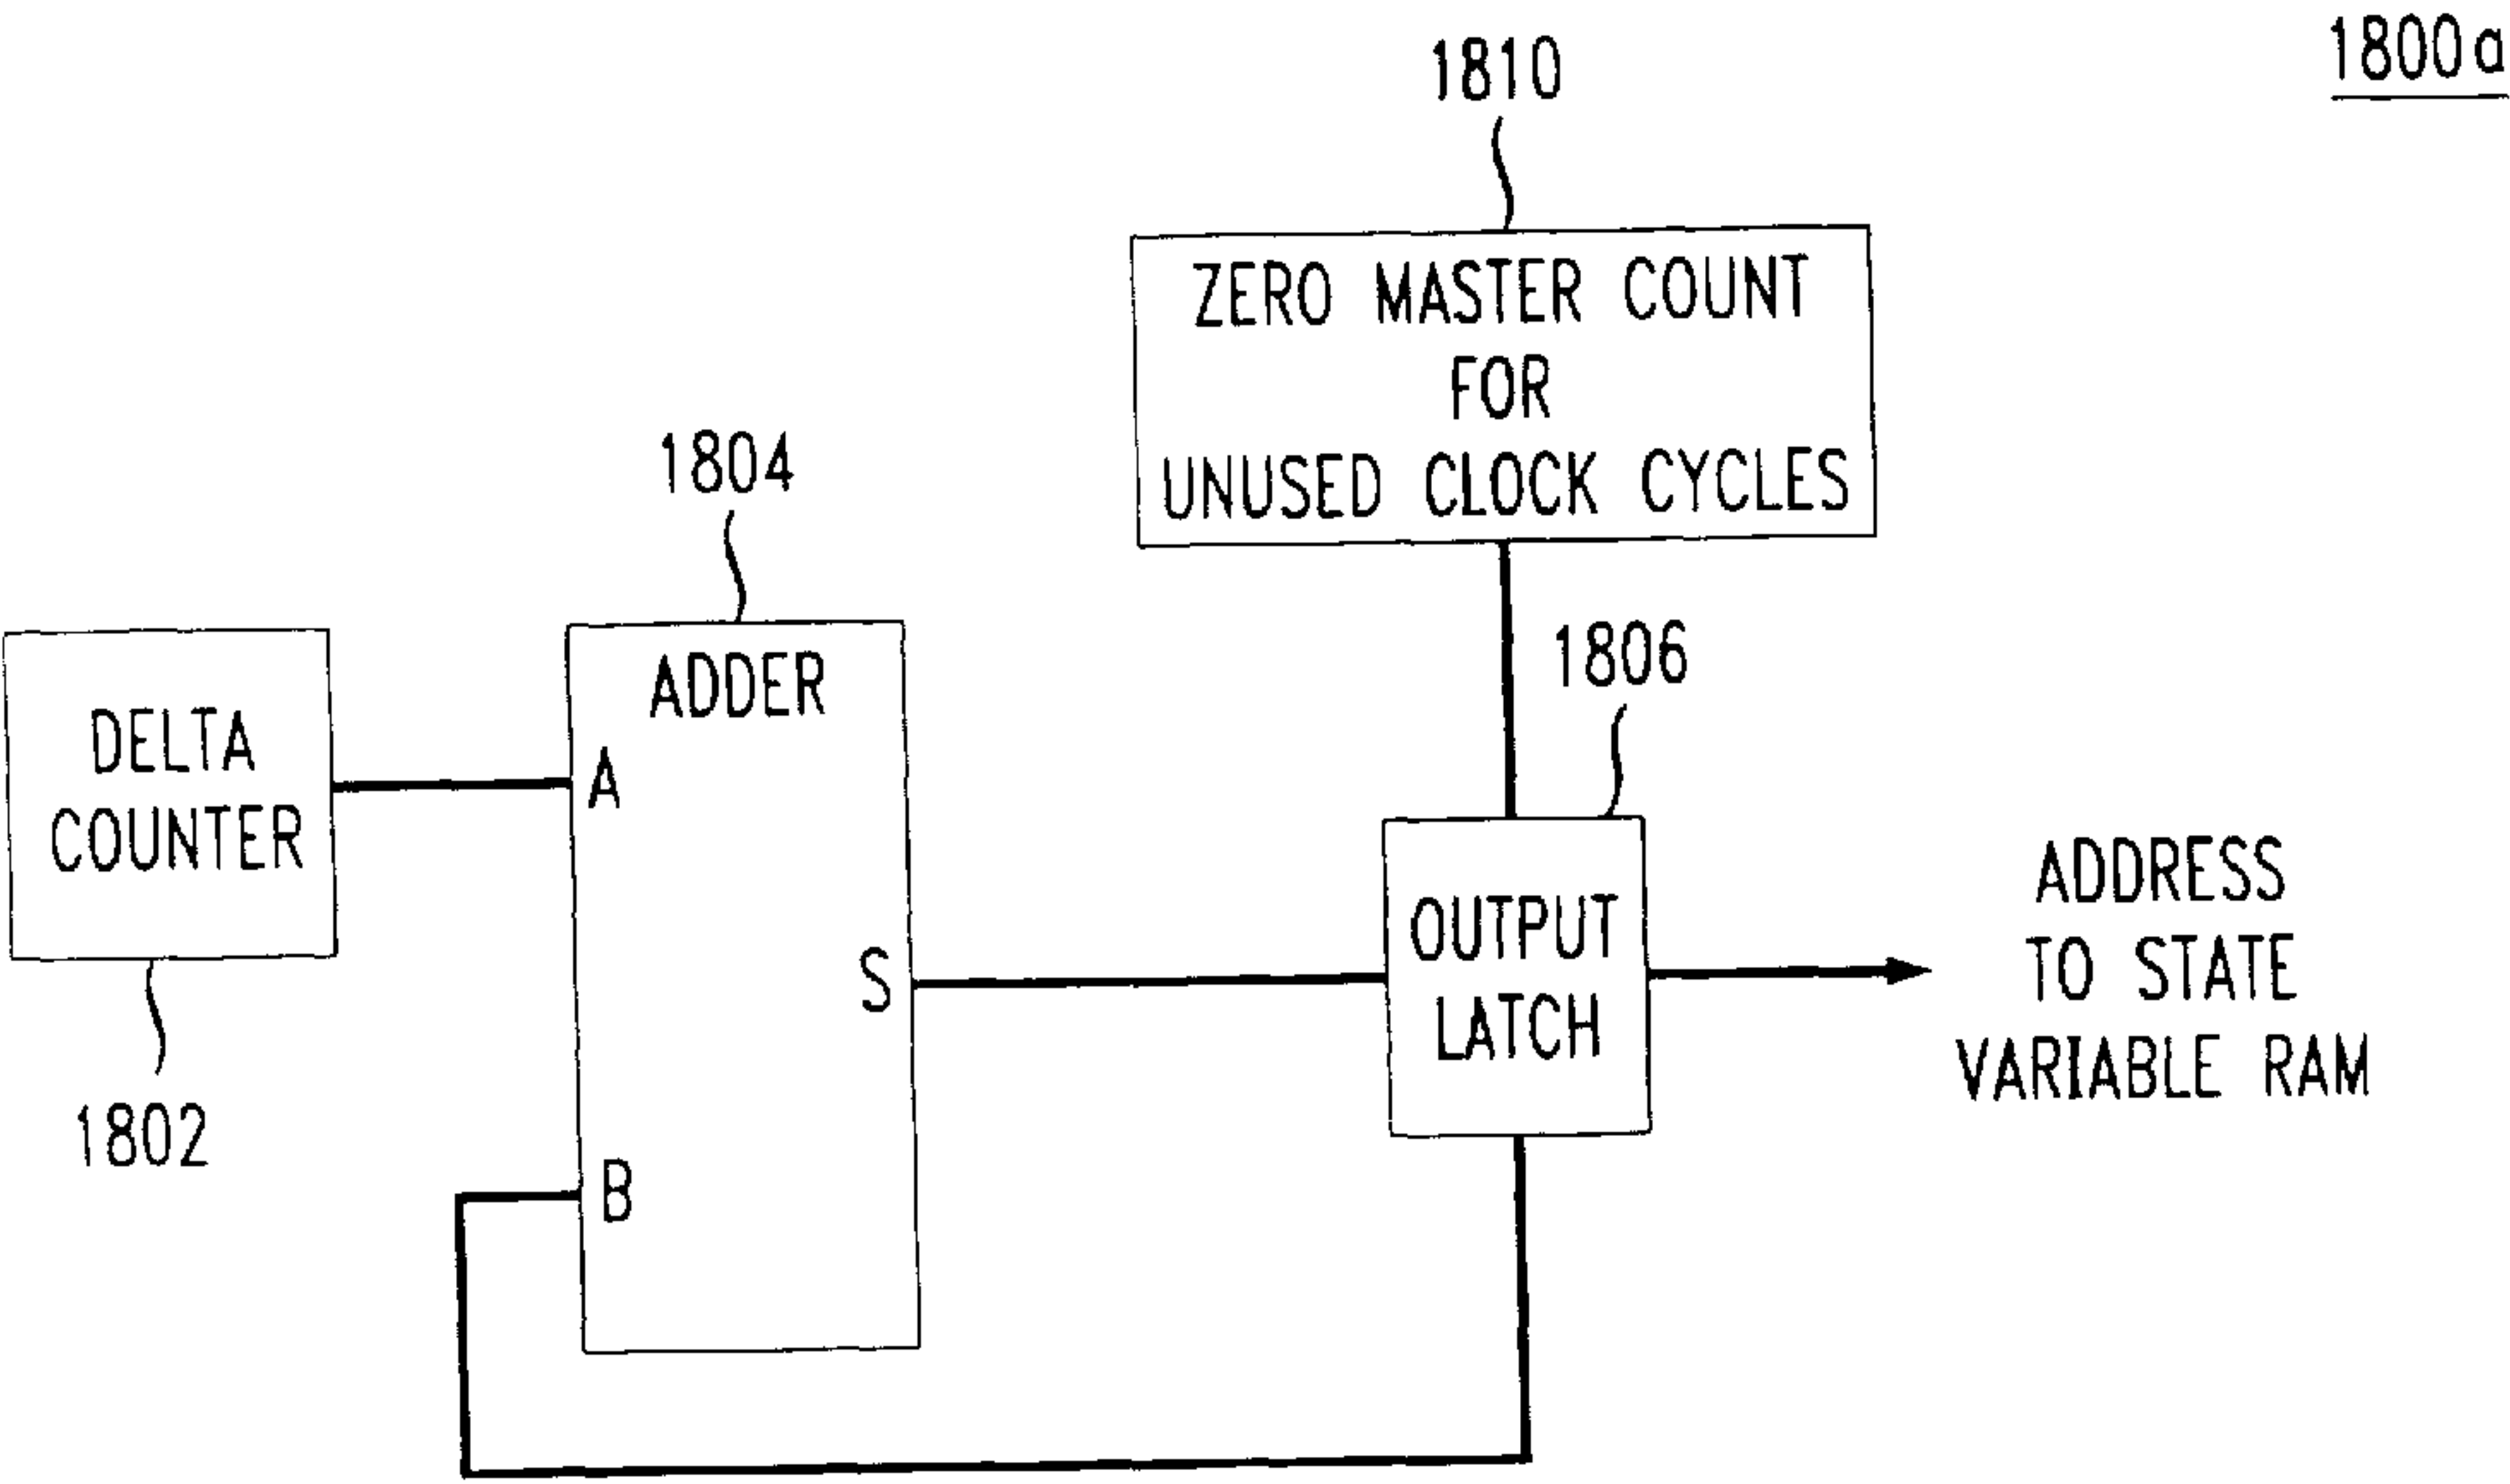 1800a
1810
ZERO MASTER COUNT
FOR
UNUSED CLOCK CYCLES
1804
ADDER
A
S
B
DELTA
COUNTER
1802
1806
OUTPUT
LATCH
ADDRESS
TO STATE
VARIABLE RAM